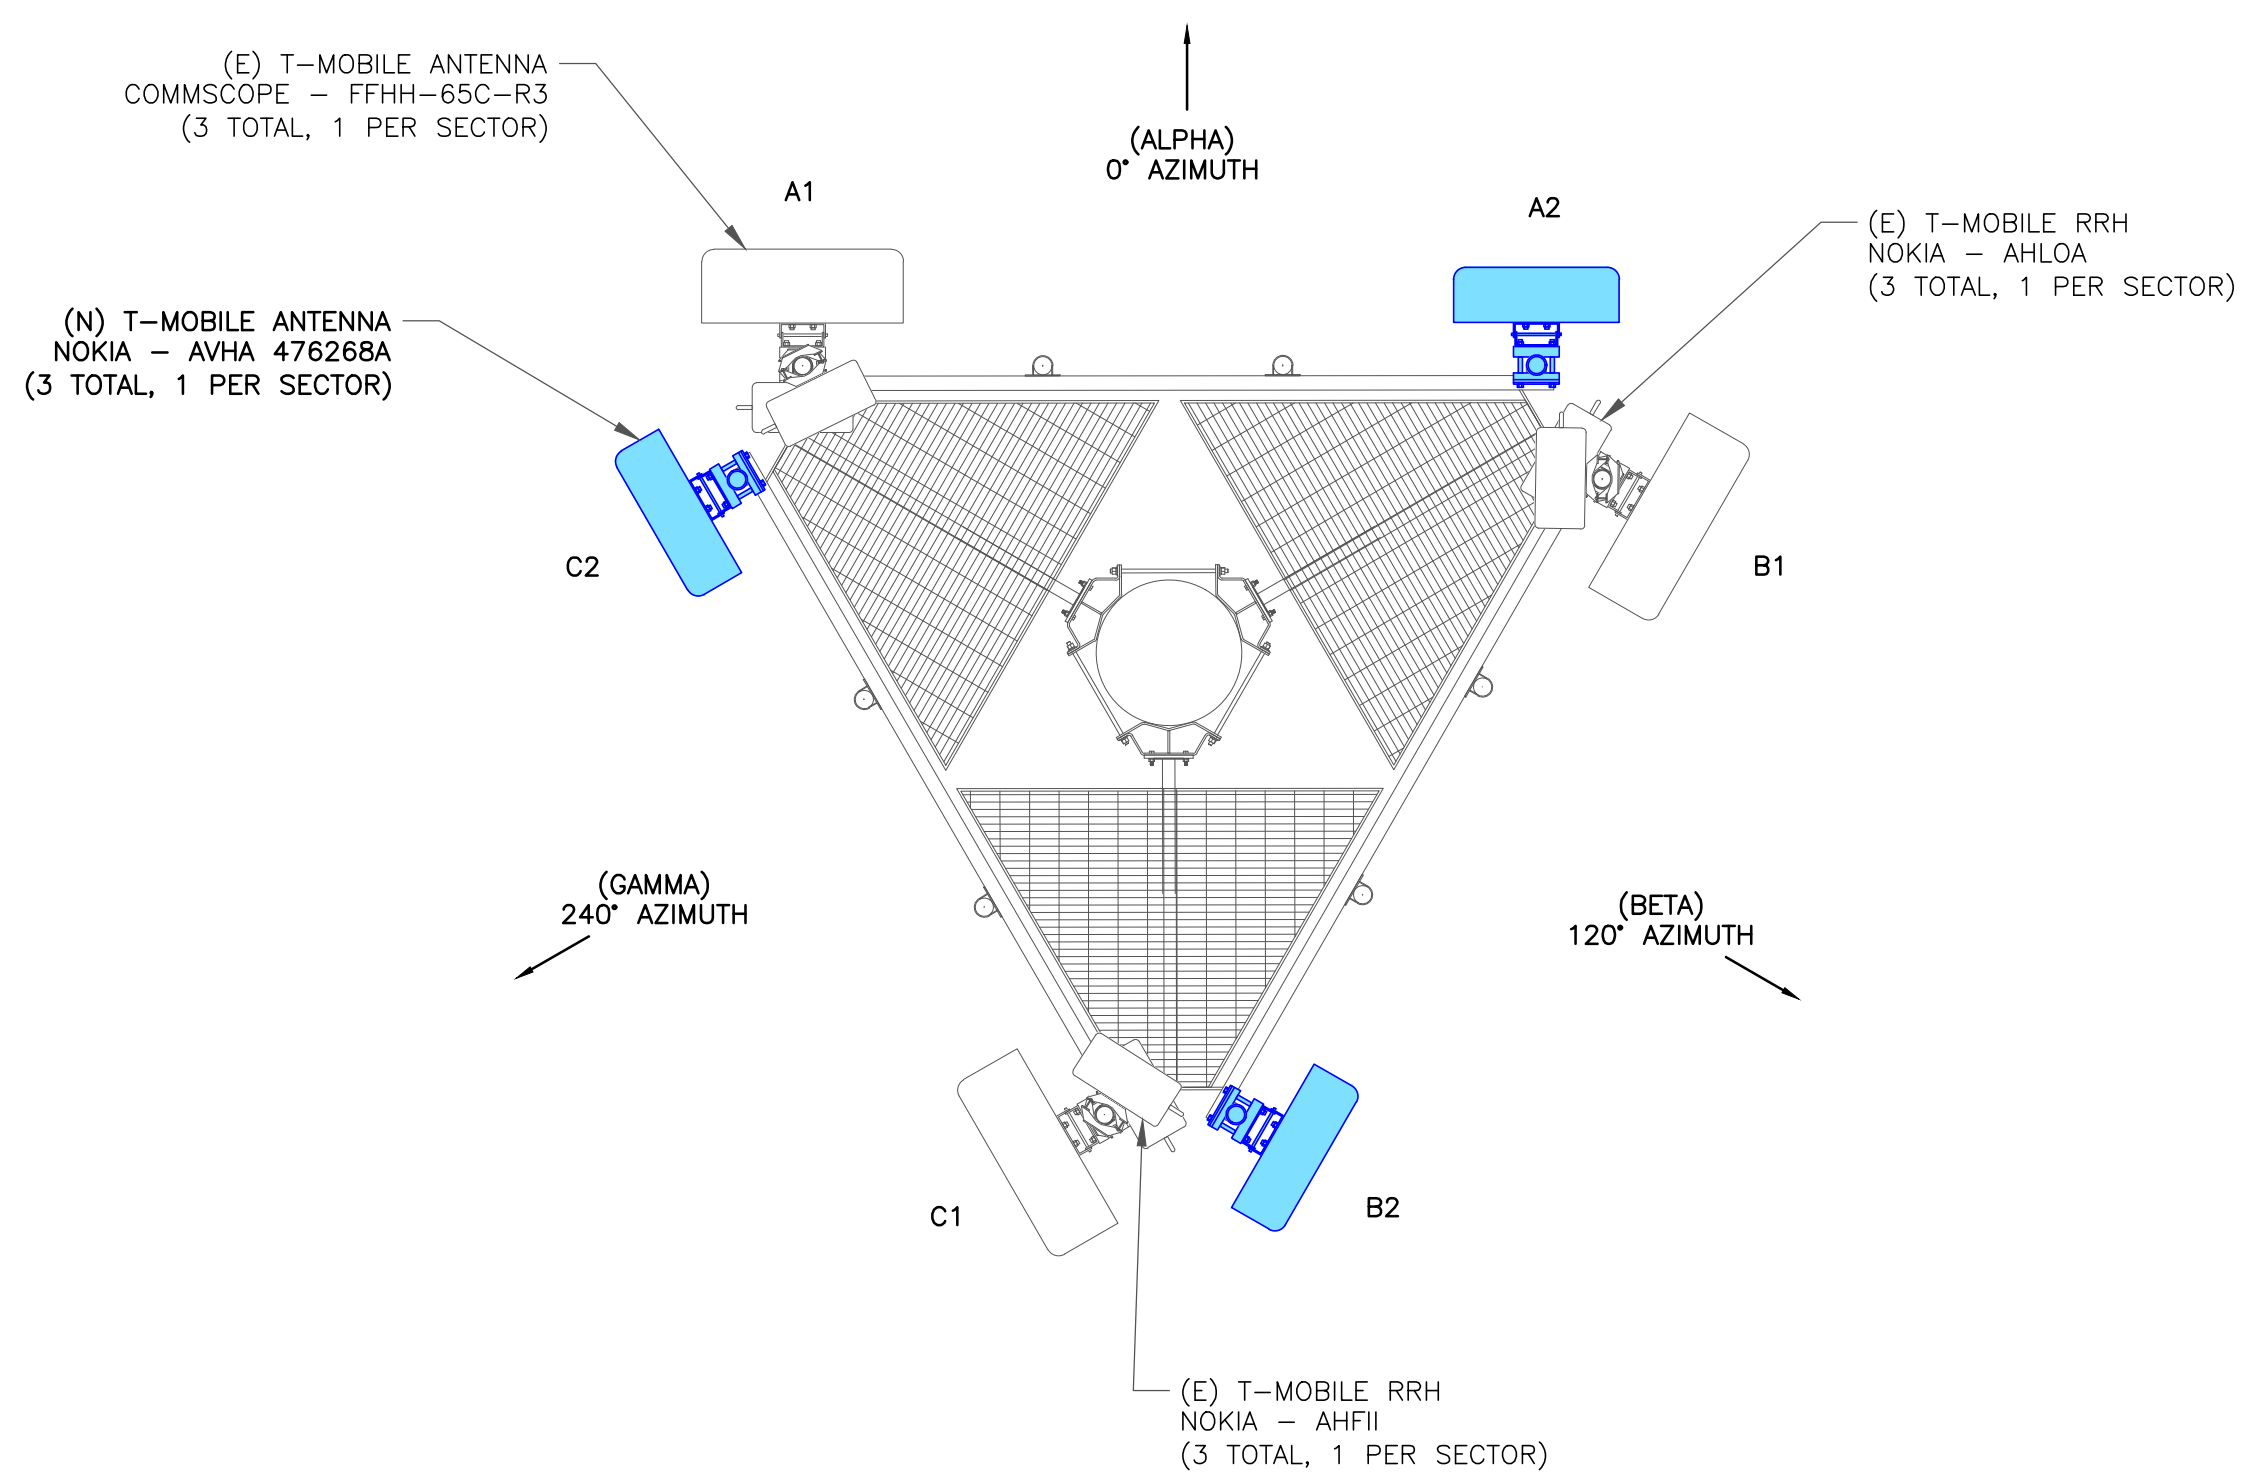 (E) T-MOBILE ANTENNA
COMMSCOPE - FFHH-65C-R3
(3 TOTAL, 1 PER SECTOR)
(ALPHA)
0° AZIMUTH
A1
A2
(E) T-MOBILE RRH
NOKIA - AHLOA
(3 TOTAL, 1 PER SECTOR)
(N) T-MOBILE ANTENNA
NOKIA - AVHA 476268A
(3 TOTAL, 1 PER SECTOR)
C2
B1
(GAMMA)
240° AZIMUTH
(BETA)
120° AZIMUTH
C1
B2
(E) T-MOBILE RRH
NOKIA - AHFII
(3 TOTAL, 1 PER SECTOR)